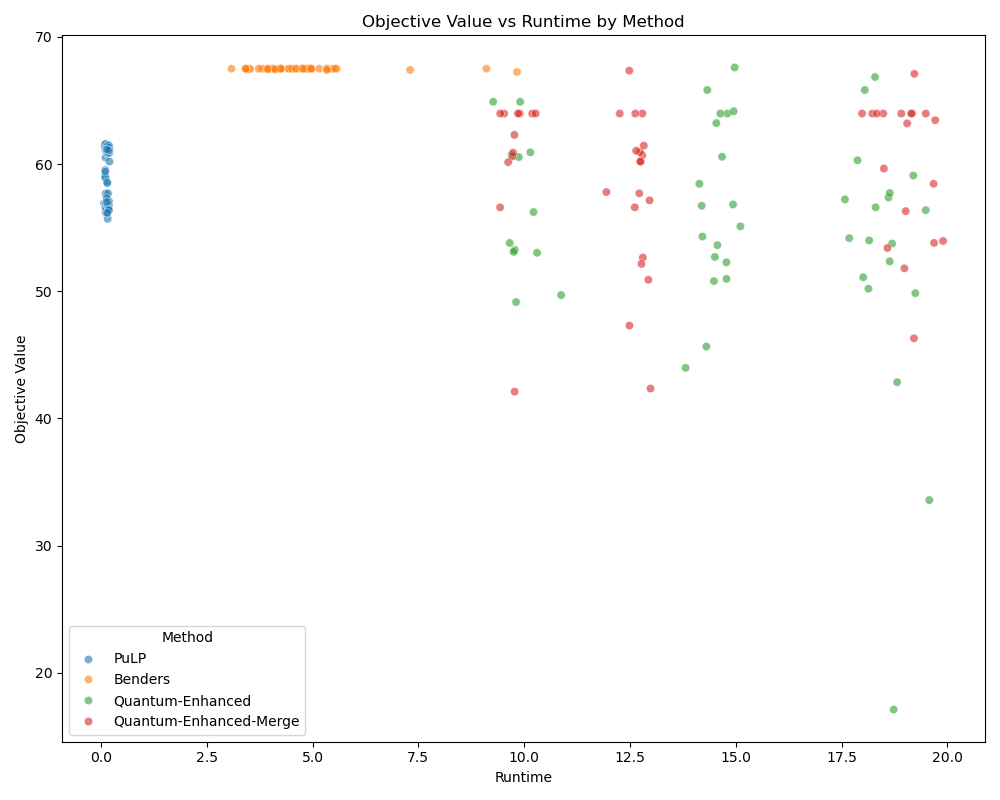 Objective Value vs Runtime by Method
70
60
50
40
30
20
Objective Value
0.0 2.5 5.0 7.5 10.0 12.5 15.0 17.5 20.0
Runtime
Method
PuLP
Benders
Quantum-Enhanced
Quantum-Enhanced-Merge